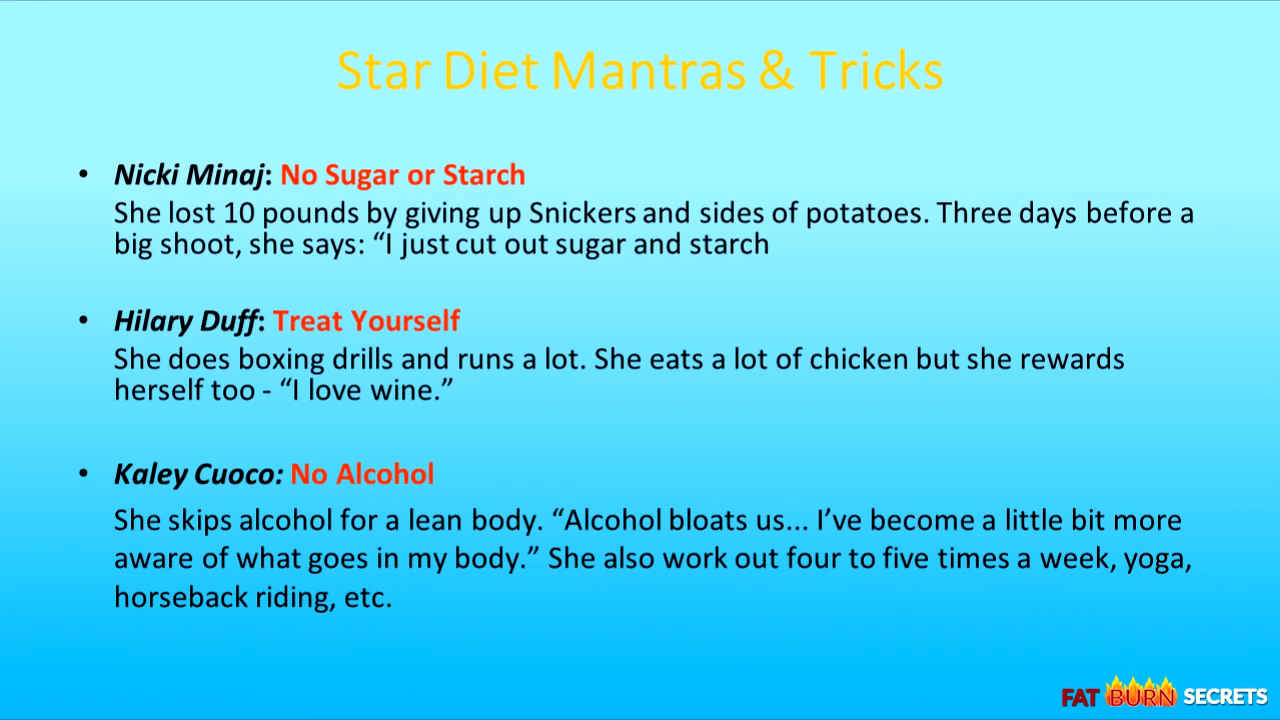 Star Diet Mantras & Tricks
• Nicki Minaj: No Sugar or Starch
She lost 10 pounds by giving up Snickers and sides of potatoes. Three days before a
big shoot, she says: “I just cut out sugar and starch
• Hilary Duff: Treat Yourself
She does boxing drills and runs a lot. She eats a lot of chicken but she rewards
herself too - “I love wine.”
• Kaley Cuoco: No Alcohol
She skips alcohol for a lean body. “Alcohol bloats us... I’ve become a little bit more
aware of what goes in my body.” She also work out four to five times a week, yoga,
horseback riding, etc.
FAT BURN SECRETS